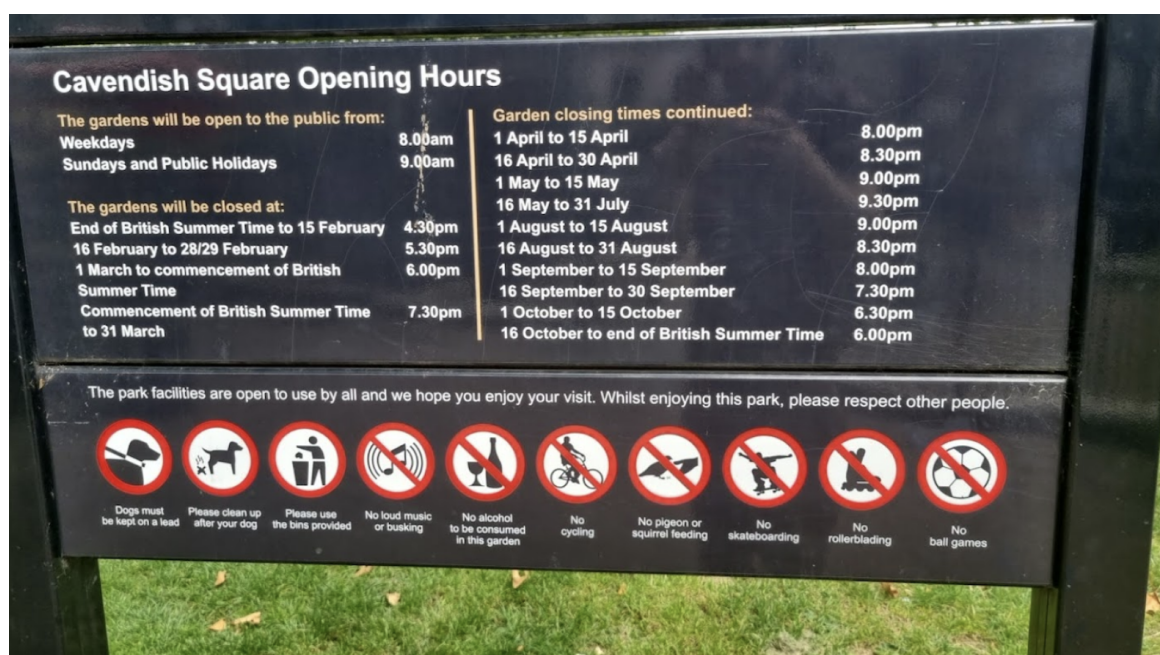 Cavendish Square Opening Hours
The gardens will be open to the public from:
Weekdays 8.00am
Sundays and Public Holidays 9.00am
The gardens will be closed at:
End of British Summer Time to 15 February 4.30pm
16 February to 28/29 February 5.30pm
1 March to commencement of British 6.00pm
Summer Time
Commencement of British Summer Time 7.30pm
to 31 March
Garden closing times continued:
1 April to 15 April 8.00pm
16 April to 30 April 8.30pm
1 May to 15 May 9.00pm
16 May to 31 July 9.30pm
1 August to 15 August 9.00pm
16 August to 31 August 8.30pm
1 September to 15 September 8.00pm
16 September to 30 September 7.30pm
1 October to 15 October 6.30pm
16 October to end of British Summer Time 6.00pm
The park facilities are open to use by all and we hope you enjoy your visit. Whilst enjoying this park, please respect other people.
Dogs must
be kept on a lead
Please clean up
after your dog
Please use
the bins provided
No loud music
or busking
No alcohol
to be consumed
in this garden
No
cycling
No pigeon or
squirrel feeding
No
skateboarding
No
rollerblading
No
ball games